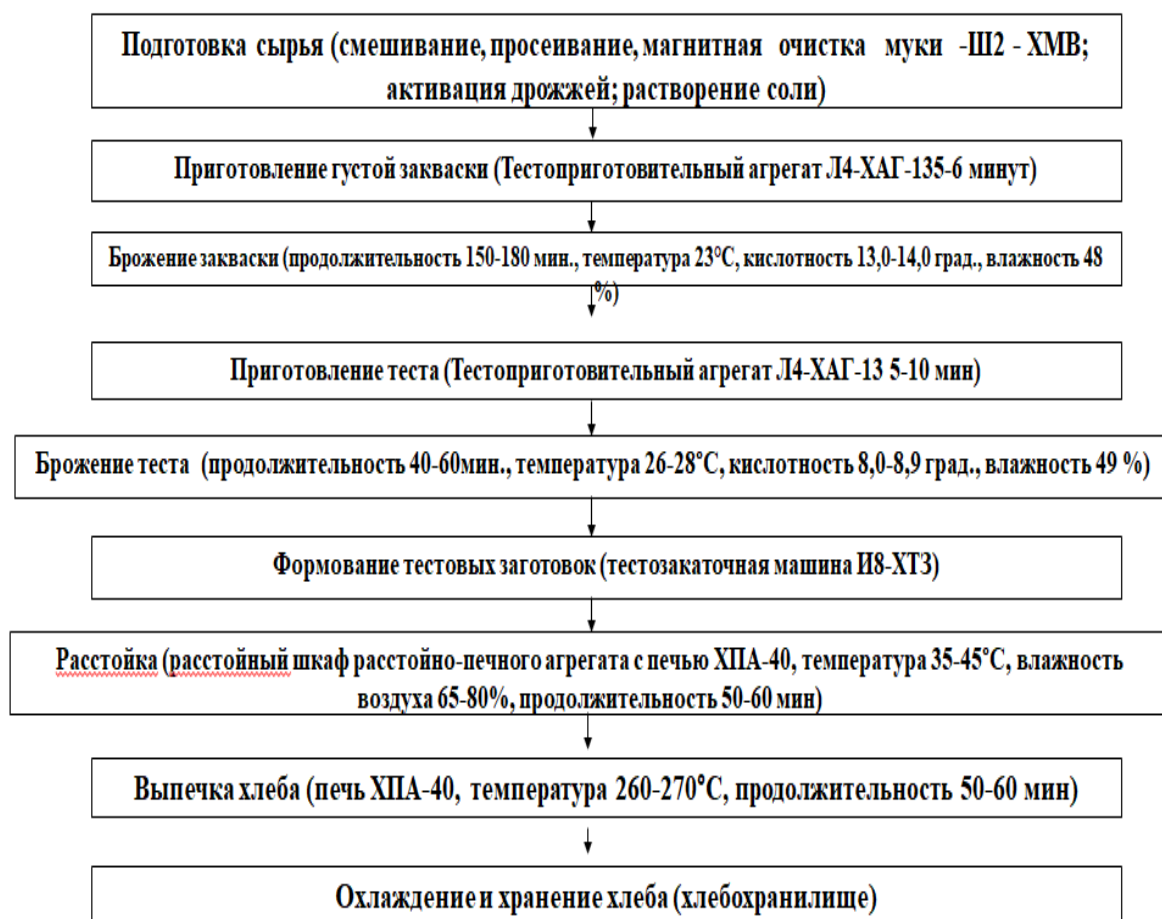 Подготовка сырья (смешивание, просеивание, магнитная очистка муки -Ш2 - ХМВ;
активация дрожжей; растворение соли)
Приготовление густой закваски (Тестоприготовительный агрегат Л4-ХАГ-135-6 минут)
Брожение закваски (продолжительность 150-180 мин., температура 23°С, кислотность 13,0-14,0 град., влажность 48
%)
Приготовление теста (Тестоприготовительный агрегат Л4-ХАГ-13 5-10 мин)
Брожение теста (продолжительность 40-60мин., температура 26-28°С, кислотность 8,0-8,9 град., влажность 49 %)
Формование тестовых заготовок (тестозакаточная машина И8-ХТЗ)
Расстойка (расстойный шкаф расстойно-печного агрегата с печью ХПА-40, температура 35-45°С, влажность
воздуха 65-80%, продолжительность 50-60 мин)
Выпечка хлеба (печь ХПА-40, температура 260-270°С, продолжительность 50-60 мин)
Охлаждение и хранение хлеба (хлебохранилище)